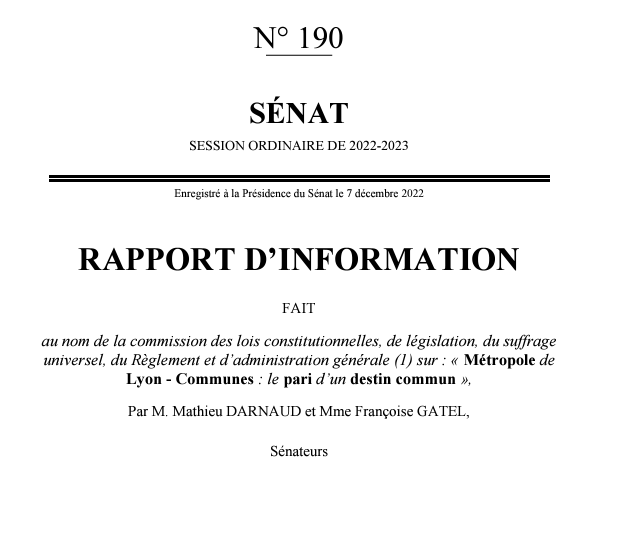 N° 190
SÉNAT
SESSION ORDINAIRE DE 2022-2023
Enregistré à la Présidence du Sénat le 7 décembre 2022
RAPPORT D’INFORMATION
FAIT
au nom de la commission des lois constitutionnelles, de législation, du suffrage
universel, du Règlement et d’administration générale (1) sur : « Métropole de
Lyon - Communes : le pari d’un destin commun »,
Par M. Mathieu DARNAUD et Mme Françoise GATEL,
Sénateurs